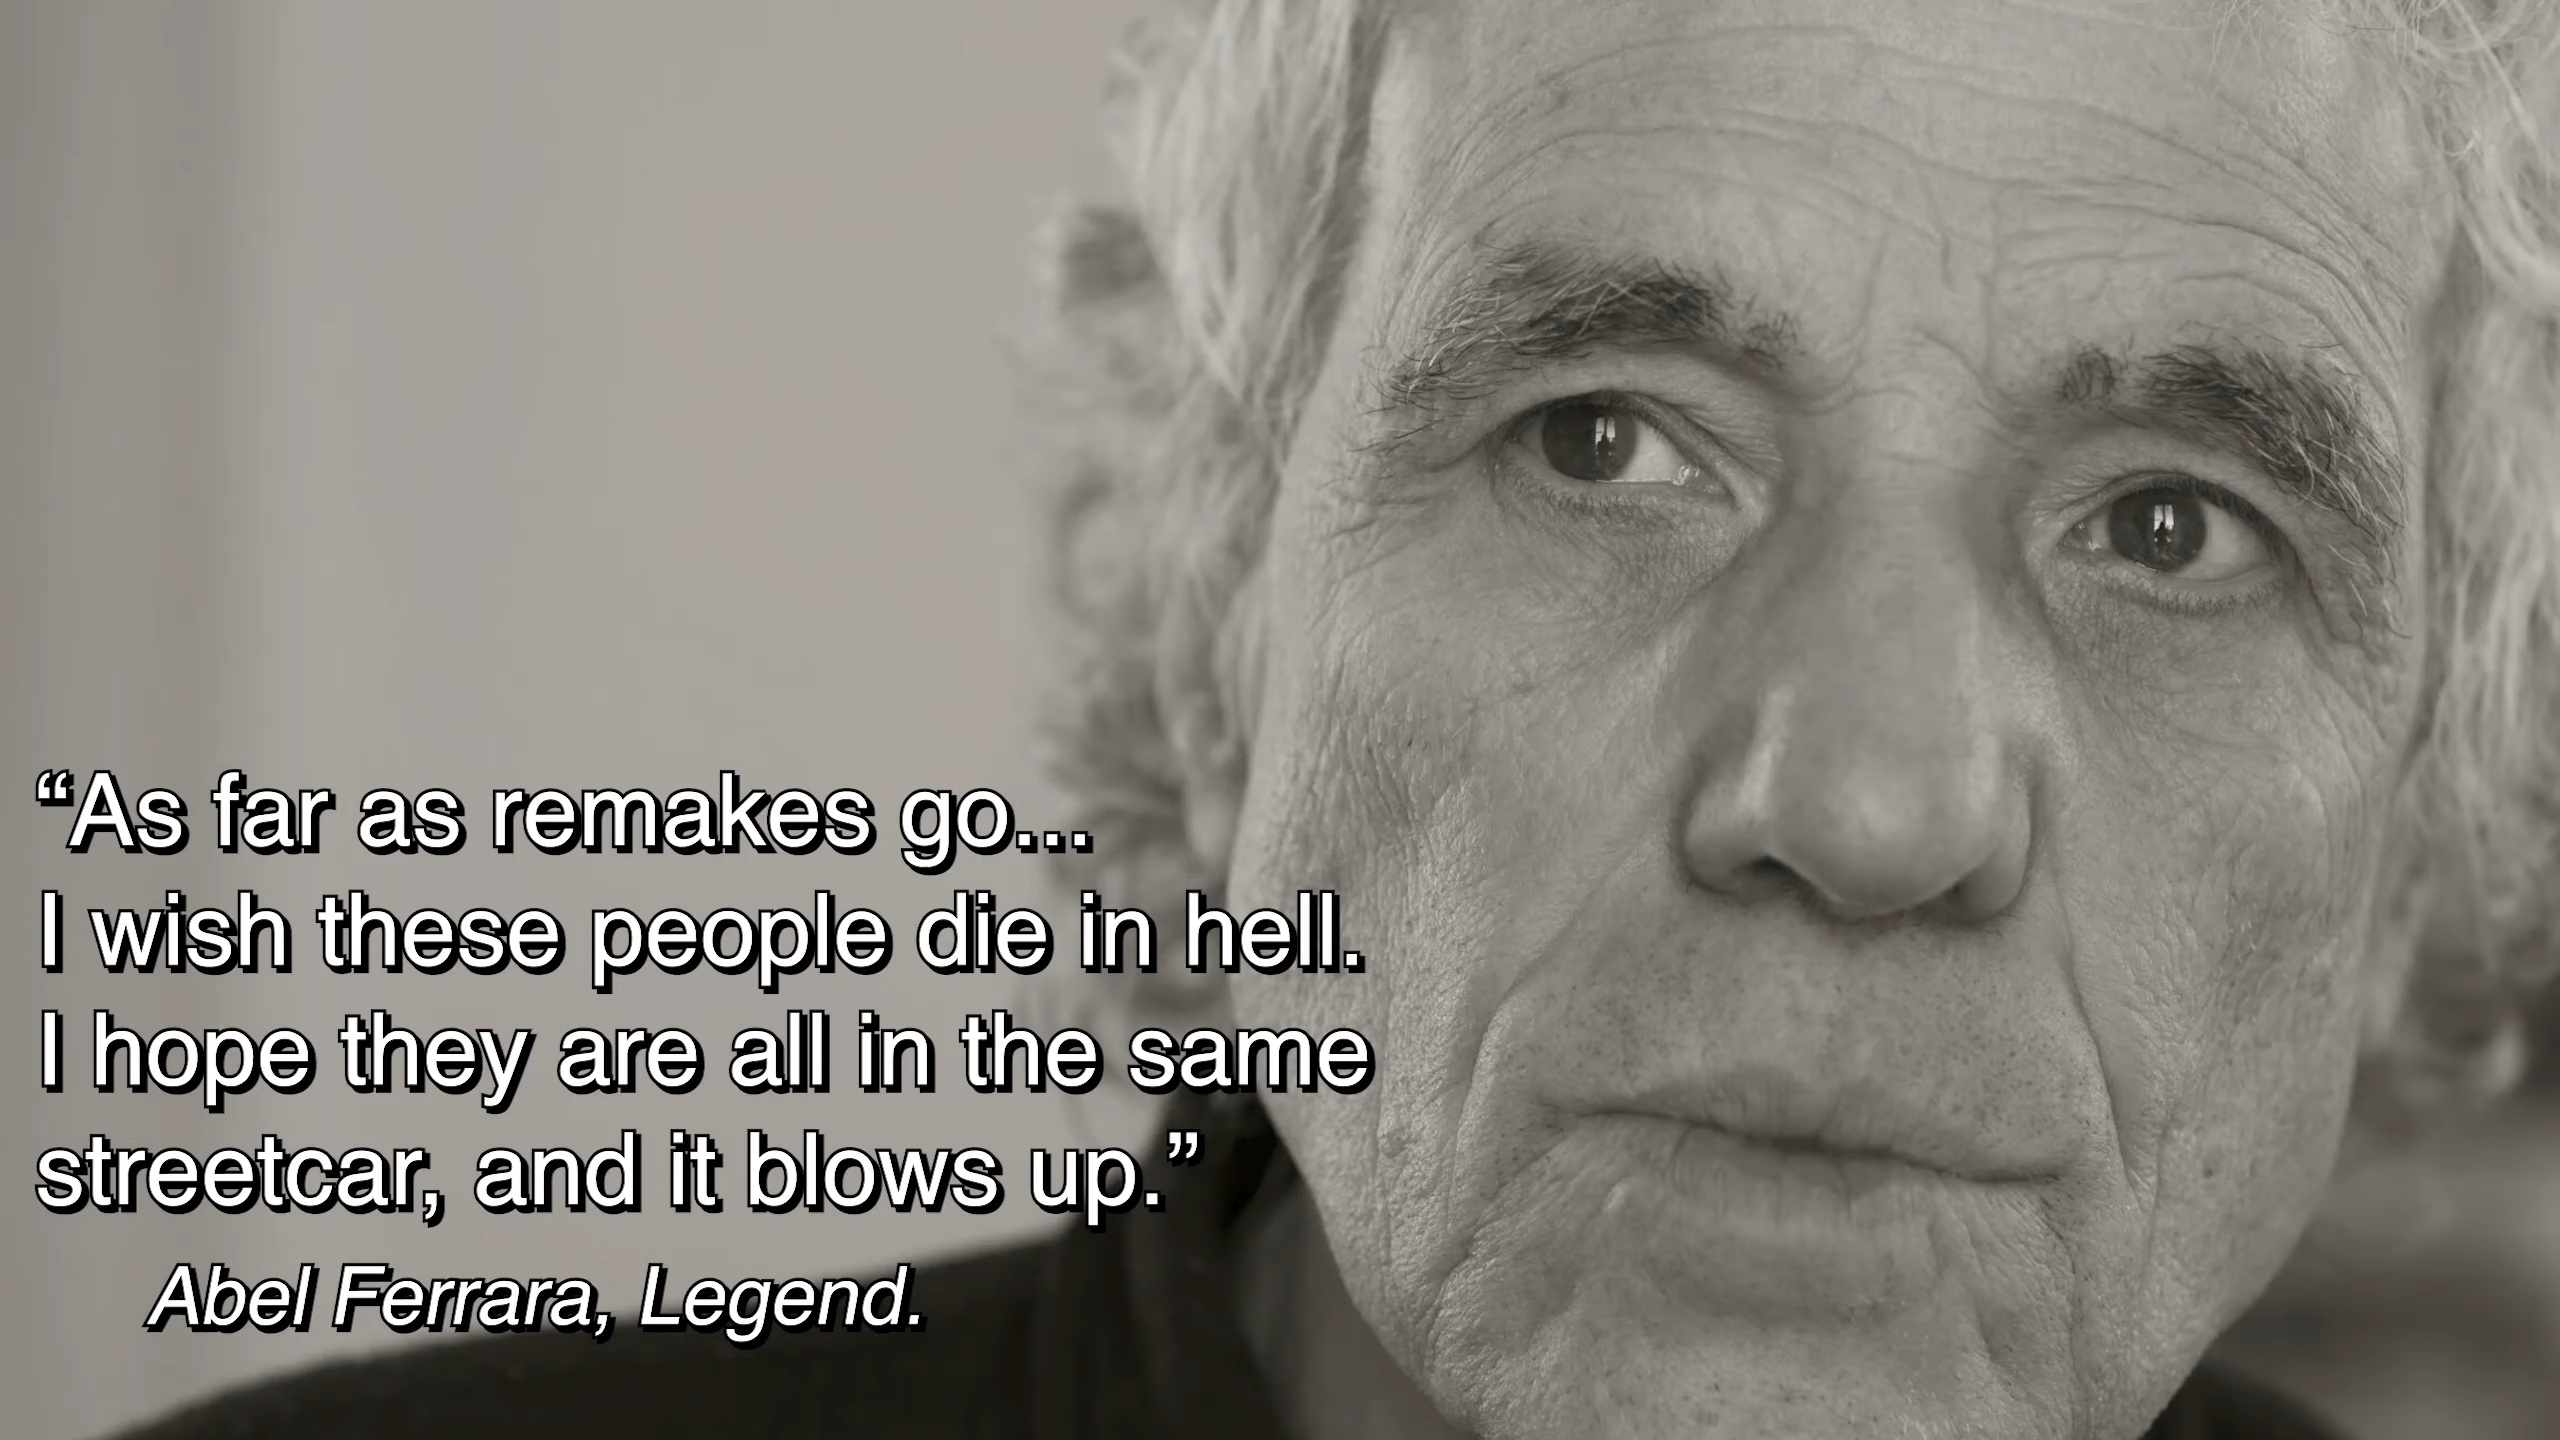 “As far as remakes go...
I wish these people die in hell.
I hope they are all in the same
streetcar, and it blows up.”
Abel Ferrara, Legend.